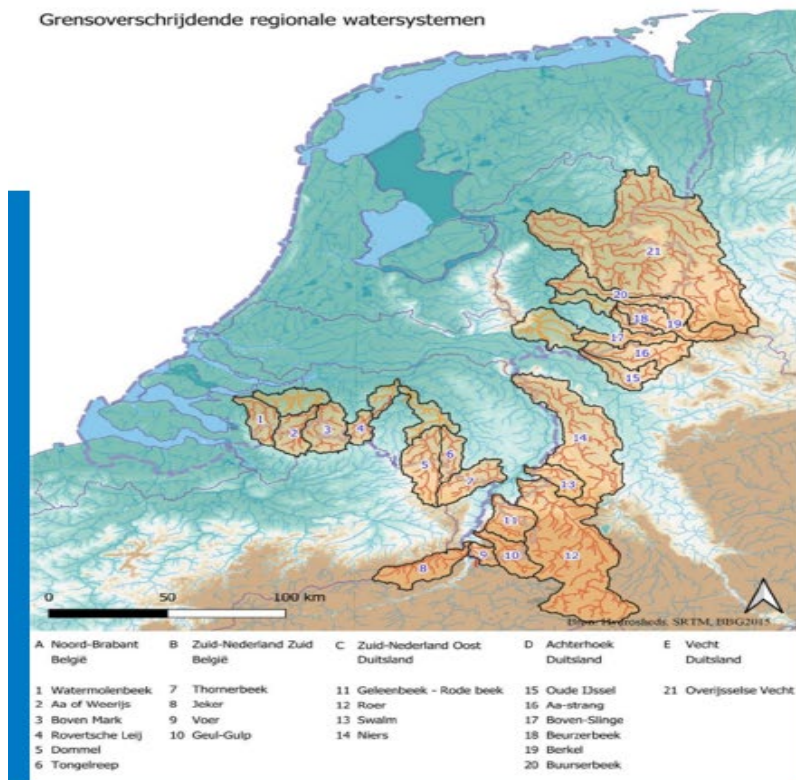 Grensoverschrijdende regionale watersystemen
21
20
18
19
17
16
15
1
2
3
4
14
6
5
7
13
11
9
10
12
8
0 50 100 km
Bron: Hydrosheds, SRTM, BBG2015
A Noord-Brabant België
B Zuid-Nederland Zuid België
C Zuid-Nederland Oost Duitsland
D Achterhoek Duitsland
E Vecht Duitsland
1 Watermolenbeek
2 Aa of Weerijs
3 Boven Mark
4 Rovertsche Leij
5 Dommel
6 Tongelreep
7 Thornerbeek
8 Jeker
9 Voer
10 Geul-Gulp
11 Geleenbeek - Rode beek
12 Roer
13 Swalm
14 Niers
15 Oude IJssel
16 Aa-strang
17 Boven-Slinge
18 Beurzerbeek
19 Berkel
20 Buurserbeek
21 Overijsselse Vecht